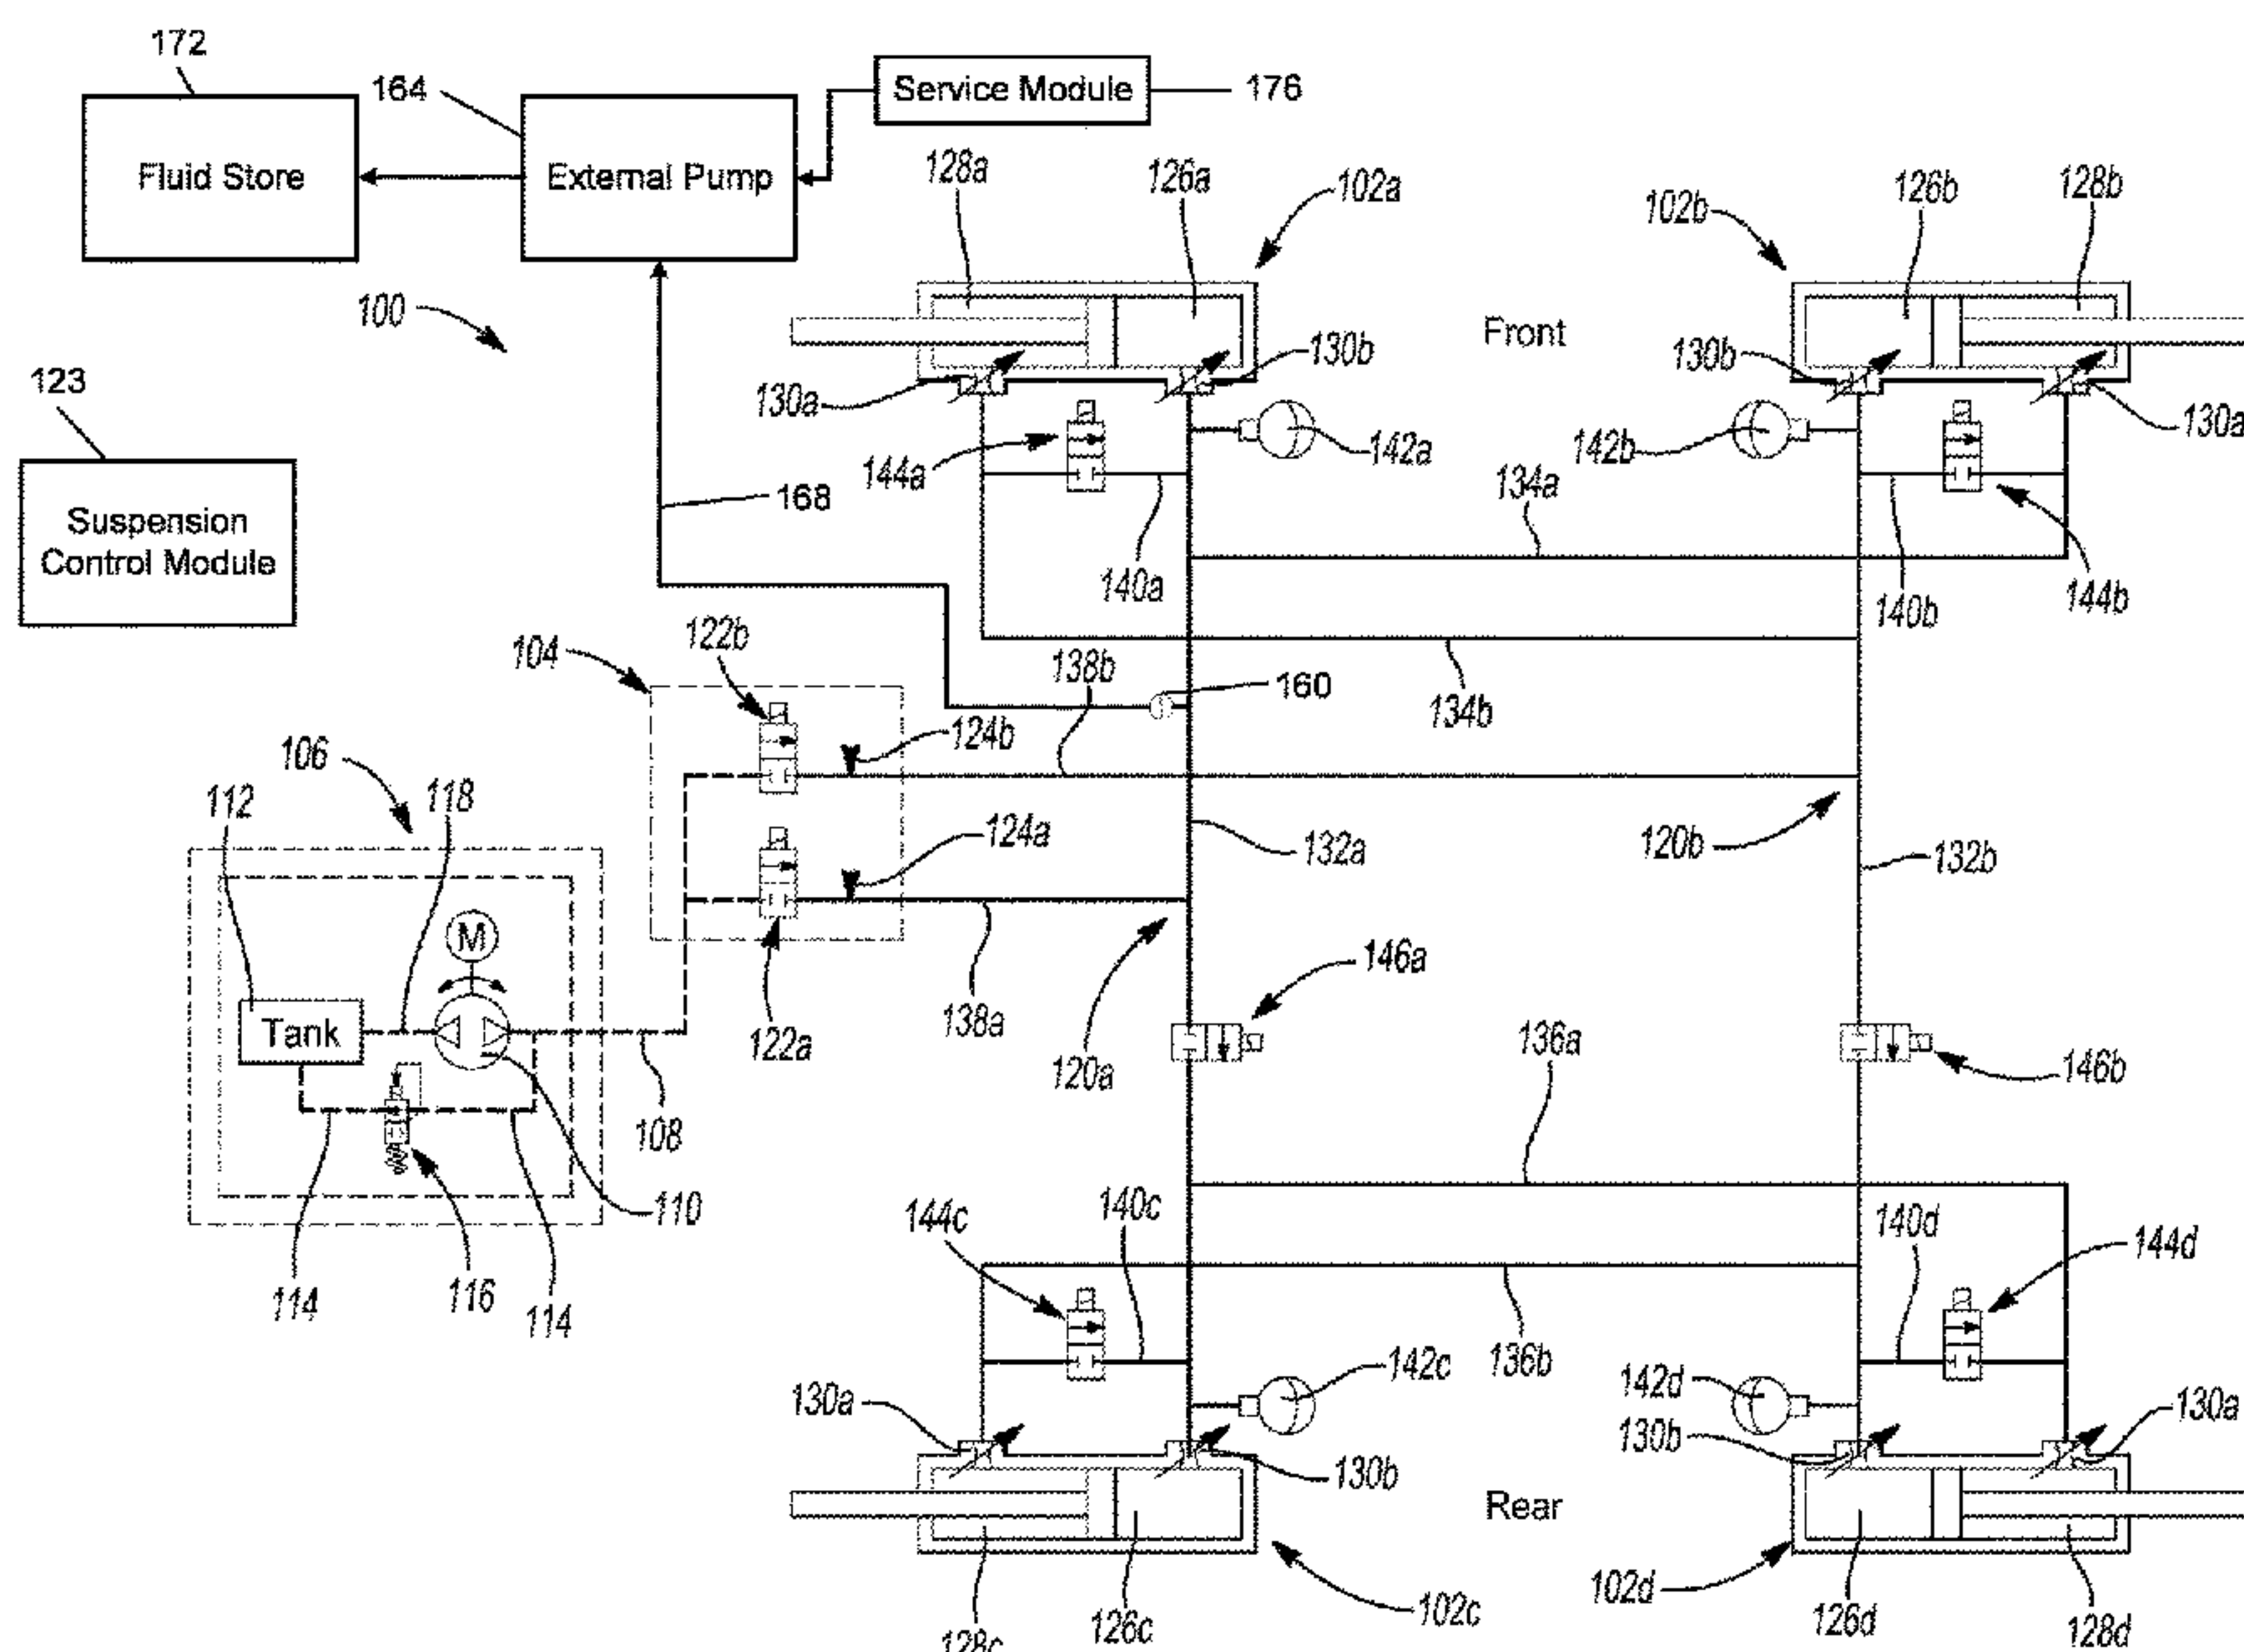 172
164
Service Module
176
Fluid Store
External Pump
128a
126a
102a
102b
126b
128b
100
Front
130a
130b
130b
130a
123
Suspension
Control Module
144a
142a
142b
168
134a
140a
140b
144b
104
122b
138b
160
134b
124b
106
112
118
124a
132a
120b
132b
M
Tank
122a
138a
120a
146a
136a
146b
108
110
114
116
114
144c
140c
140d
144d
136b
142c
142d
130a
130b
130b
130a
Rear
128c
126c
102c
102d
126d
128d